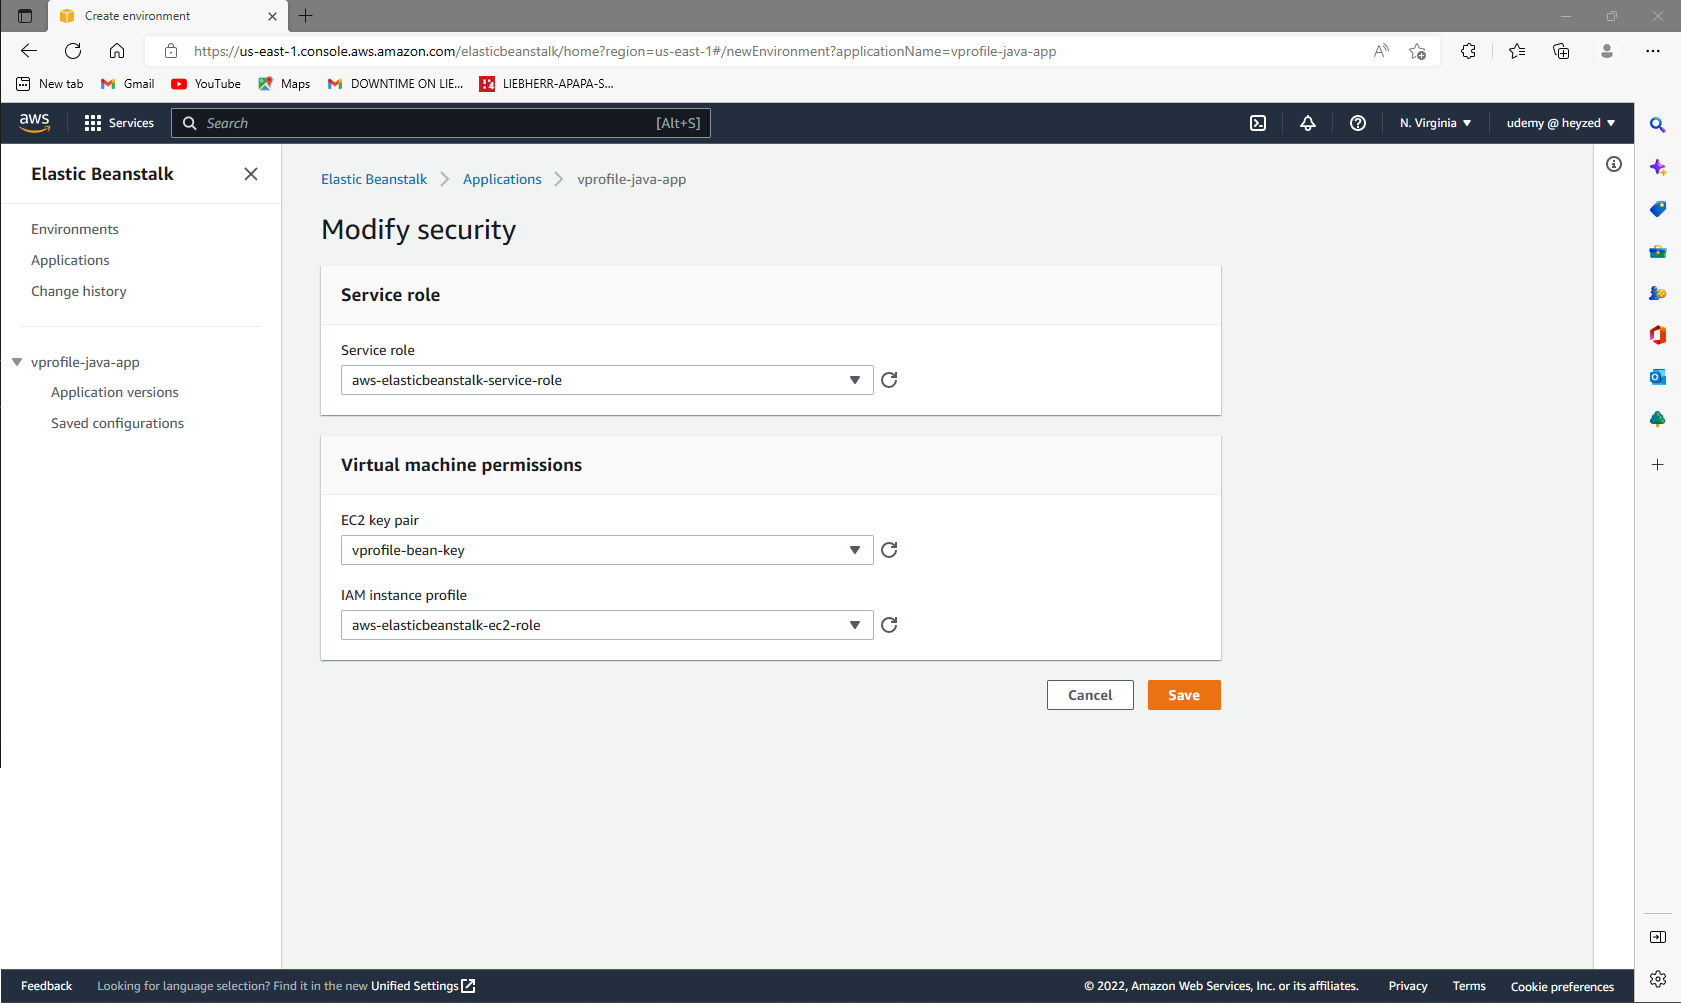 Create environment
https://us-east-1.console.aws.amazon.com/elasticbeanstalk/home?region=us-east-1#/newEnvironment?applicationName=vprofile-java-app
New tab Gmail YouTube Maps DOWNTIME ON LIE... LIEBHERR-APAPA-S...
aws Services Search [Alt+S] N. Virginia udemy @ heyzed
Elastic Beanstalk
Environments
Applications
Change history
vprofile-java-app
Application versions
Saved configurations
Elastic Beanstalk Applications vprofile-java-app
Modify security
Service role
Service role
aws-elasticbeanstalk-service-role
Virtual machine permissions
EC2 key pair
vprofile-bean-key
IAM instance profile
aws-elasticbeanstalk-ec2-role
Cancel Save
Feedback Looking for language selection? Find it in the new Unified Settings © 2022, Amazon Web Services, Inc. or its affiliates. Privacy Terms Cookie preferences